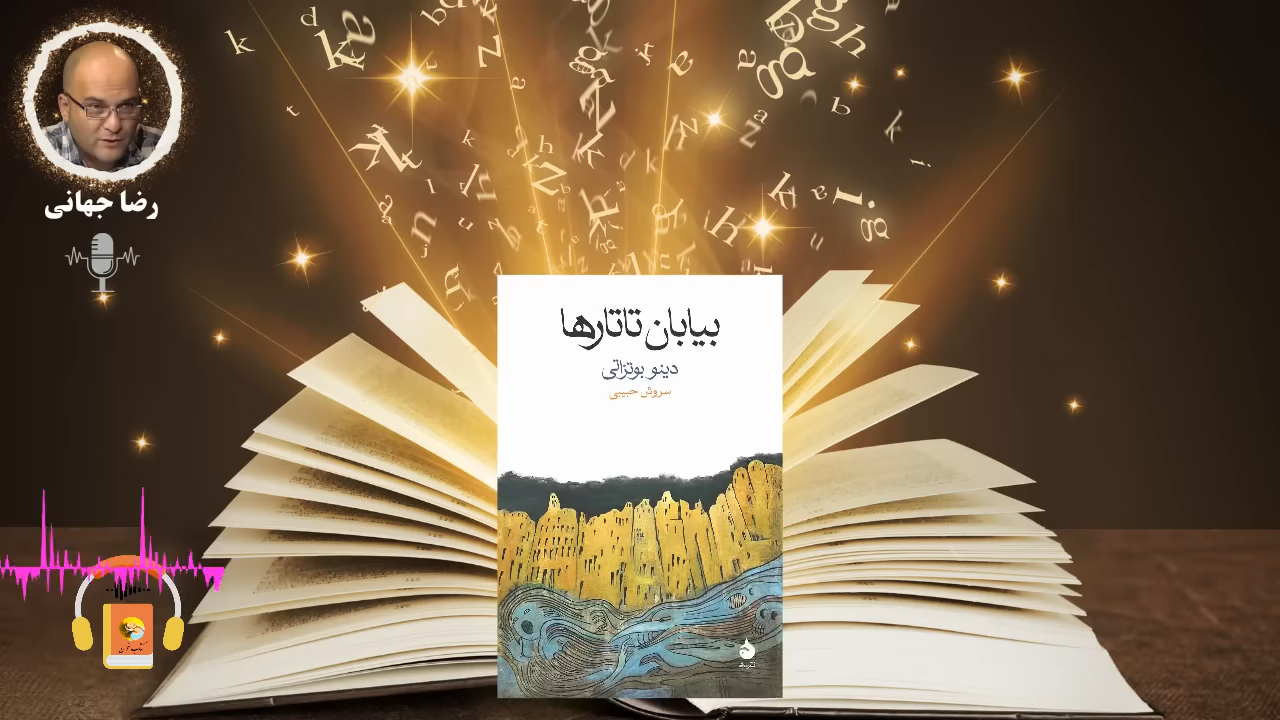 رضا جهانی
بیابان تاتارها
دینو بوتزاتی
سروش حبیبی